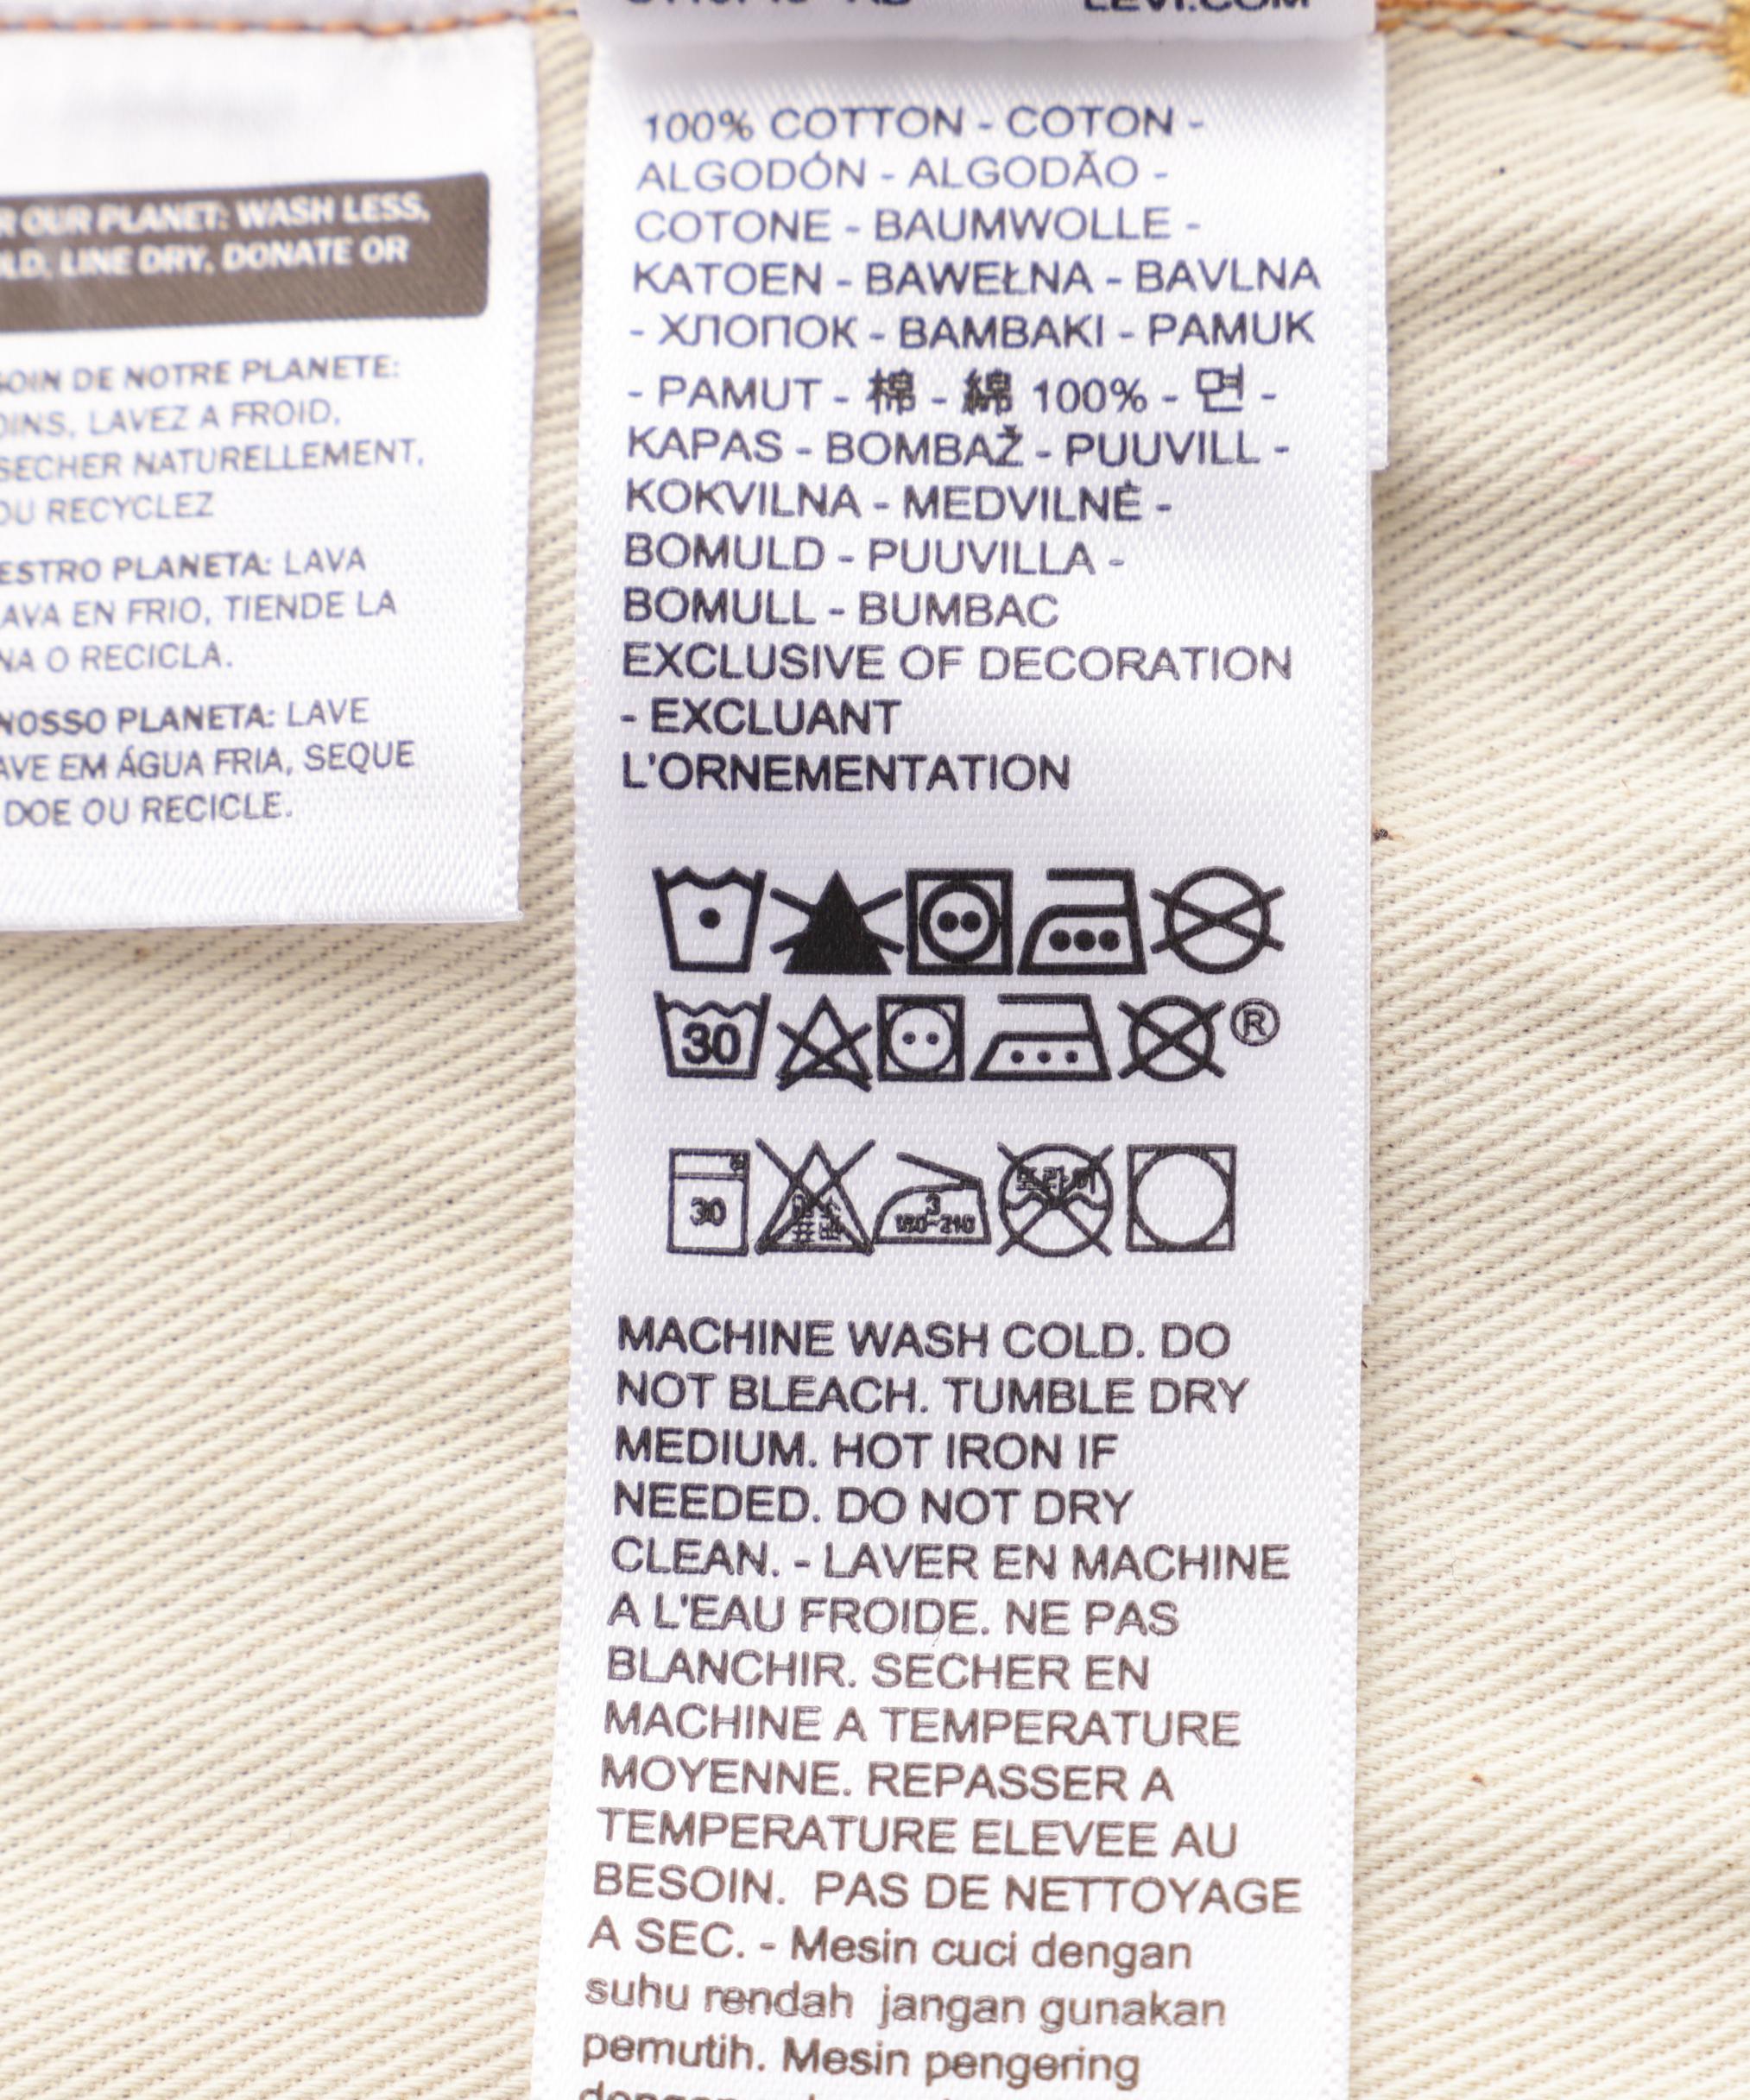 LEVI.COM
R OUR PLANET: WASH LESS,
LD, LINE DRY, DONATE OR
OIN DE NOTRE PLANETE:
OINS, LAVEZ A FROID,
SECHER NATURELLEMENT,
OU RECYCLEZ
ESTRO PLANETA: LAVA
AVA EN FRIO, TIENDE LA
NA O RECICLA.
NOSSO PLANETA: LAVE
AVE EM ÁGUA FRIA, SEQUE
DOE OU RECICLE.
100% COTTON - COTON -
ALGODÓN - ALGODÃO -
COTONE - BAUMWOLLE -
KATOEN - BAWEŁNA - BAVLNA
- ХЛОПОК - BAMBAKI - PAMUK
- PAMUT - 棉 - 綿 100% - 면 -
KAPAS - BOMBAŽ - PUUVILL -
KOKVILNA - MEDVILNĖ -
BOMULD - PUUVILLA -
BOMULL - BUMBAC
EXCLUSIVE OF DECORATION
- EXCLUANT
L'ORNEMENTATION
30 ®
30 3 180~210
MACHINE WASH COLD. DO
NOT BLEACH. TUMBLE DRY
MEDIUM. HOT IRON IF
NEEDED. DO NOT DRY
CLEAN. - LAVER EN MACHINE
A L'EAU FROIDE. NE PAS
BLANCHIR. SECHER EN
MACHINE A TEMPERATURE
MOYENNE. REPASSER A
TEMPERATURE ELEVEE AU
BESOIN. PAS DE NETTOYAGE
A SEC. - Mesin cuci dengan
suhu rendah jangan gunakan
pemutih. Mesin pengering